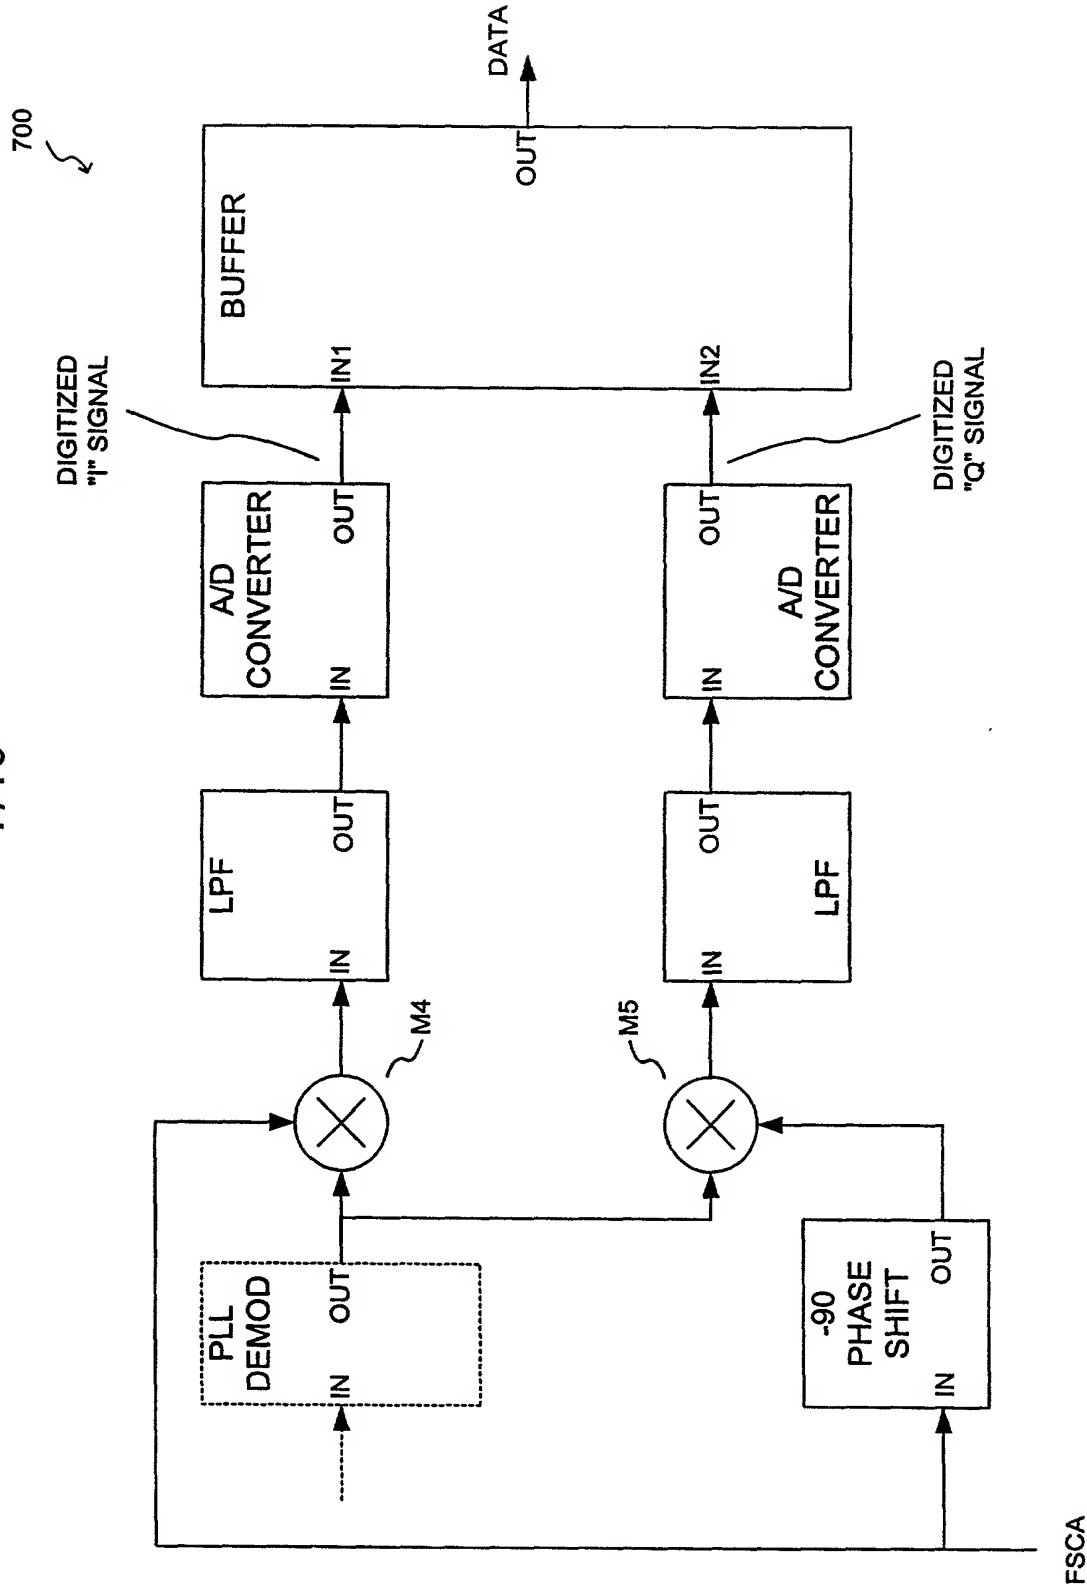 700
DATA
BUFFER
OUT
IN1
IN2
DIGITIZED
"I" SIGNAL
DIGITIZED
"Q" SIGNAL
A/D
CONVERTER
IN
OUT
A/D
CONVERTER
IN
OUT
LPF
IN
OUT
LPF
IN
OUT
M4
M5
PLL
DEMOD
IN
OUT
-90
PHASE
SHIFT
IN
OUT
FSCA